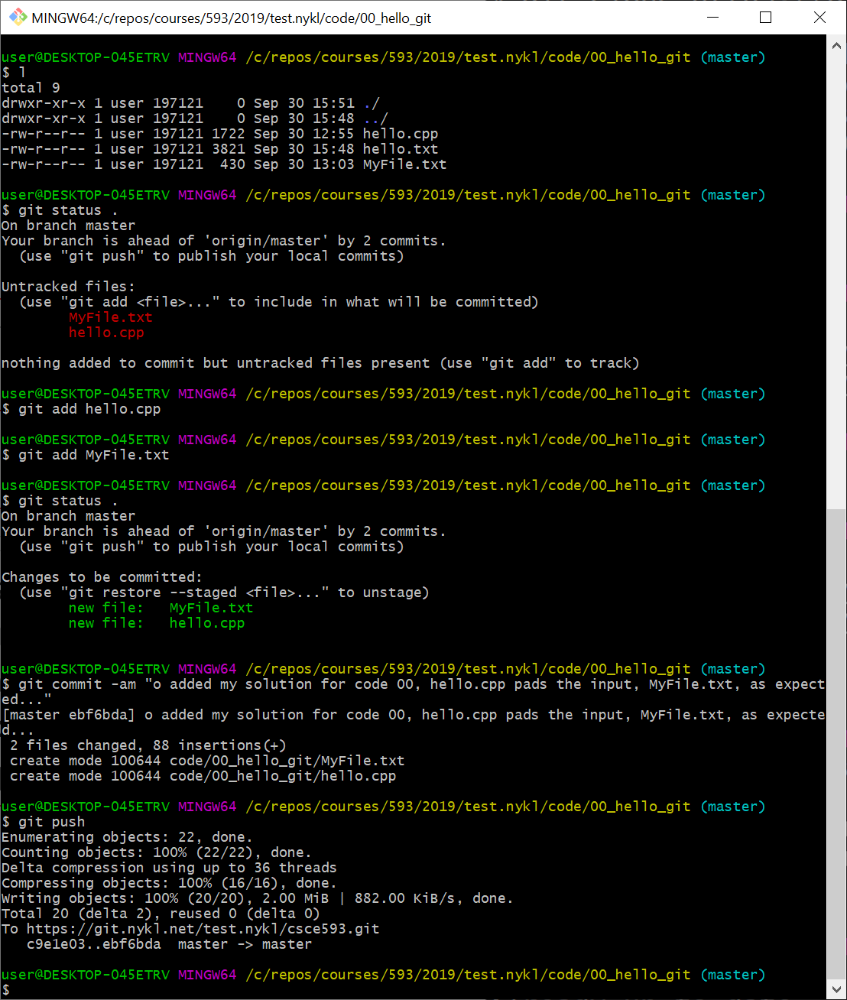 MINGW64:/c/repos/courses/593/2019/test.nykl/code/00_hello_git
user@DESKTOP-O45ETRV MINGW64 /c/repos/courses/593/2019/test.nykl/code/00_hello_git (master)
$ l
total 9
drwxr-xr-x 1 user 197121    0 Sep 30 15:51 ./
drwxr-xr-x 1 user 197121    0 Sep 30 15:48 ../
-rw-r--r-- 1 user 197121 1722 Sep 30 12:55 hello.cpp
-rw-r--r-- 1 user 197121 3821 Sep 30 15:48 hello.txt
-rw-r--r-- 1 user 197121  430 Sep 30 13:03 MyFile.txt
user@DESKTOP-O45ETRV MINGW64 /c/repos/courses/593/2019/test.nykl/code/00_hello_git (master)
$ git status .
On branch master
Your branch is ahead of 'origin/master' by 2 commits.
  (use "git push" to publish your local commits)
Untracked files:
  (use "git add <file>..." to include in what will be committed)
        MyFile.txt
        hello.cpp
nothing added to commit but untracked files present (use "git add" to track)
user@DESKTOP-O45ETRV MINGW64 /c/repos/courses/593/2019/test.nykl/code/00_hello_git (master)
$ git add hello.cpp
user@DESKTOP-O45ETRV MINGW64 /c/repos/courses/593/2019/test.nykl/code/00_hello_git (master)
$ git add MyFile.txt
user@DESKTOP-O45ETRV MINGW64 /c/repos/courses/593/2019/test.nykl/code/00_hello_git (master)
$ git status .
On branch master
Your branch is ahead of 'origin/master' by 2 commits.
  (use "git push" to publish your local commits)
Changes to be committed:
  (use "git restore --staged <file>..." to unstage)
        new file:   MyFile.txt
        new file:   hello.cpp
user@DESKTOP-O45ETRV MINGW64 /c/repos/courses/593/2019/test.nykl/code/00_hello_git (master)
$ git commit -am "o added my solution for code 00, hello.cpp pads the input, MyFile.txt, as expect
ed..."
[master ebf6bda] o added my solution for code 00, hello.cpp pads the input, MyFile.txt, as expecte
d...
 2 files changed, 88 insertions(+)
 create mode 100644 code/00_hello_git/MyFile.txt
 create mode 100644 code/00_hello_git/hello.cpp
user@DESKTOP-O45ETRV MINGW64 /c/repos/courses/593/2019/test.nykl/code/00_hello_git (master)
$ git push
Enumerating objects: 22, done.
Counting objects: 100% (22/22), done.
Delta compression using up to 36 threads
Compressing objects: 100% (16/16), done.
Writing objects: 100% (20/20), 2.00 MiB | 882.00 KiB/s, done.
Total 20 (delta 2), reused 0 (delta 0)
To https://git.nykl.net/test.nykl/csce593.git
   c9e1e03..ebf6bda  master -> master
user@DESKTOP-O45ETRV MINGW64 /c/repos/courses/593/2019/test.nykl/code/00_hello_git (master)
$